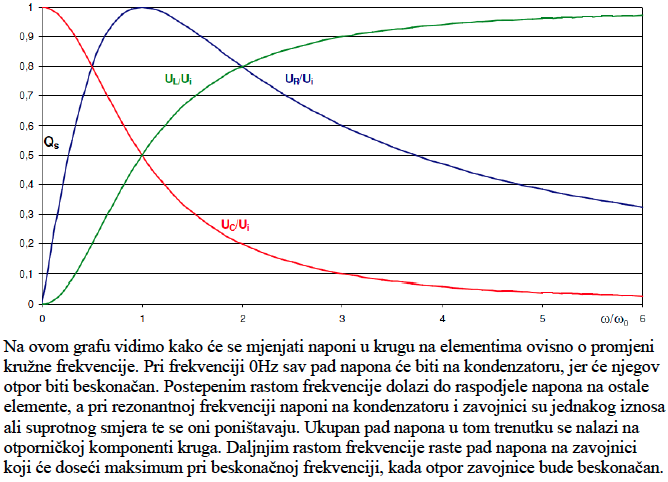 1
0,9
0,8
0,7
0,6
0,5
0,4
0,3
0,2
0,1
0
UL/Ui
UR/Ui
Qs
UC/Ui
0 1 2 3 4 5 6
ω/ω0
Na ovom grafu vidimo kako će se mjenjati naponi u krugu na elementima ovisno o promjeni
kružne frekvencije. Pri frekvenciji 0Hz sav pad napona će biti na kondenzatoru, jer će njegov
otpor biti beskonačan. Postepenim rastom frekvencije dolazi do raspodjele napona na ostale
elemente, a pri rezonantnoj frekvenciji naponi na kondenzatoru i zavojnici su jednakog iznosa
ali suprotnog smjera te se oni poništavaju. Ukupan pad napona u tom trenutku se nalazi na
otporničkoj komponenti kruga. Daljnjim rastom frekvencije raste pad napona na zavojnici
koji će doseći maksimum pri beskonačnoj frekvenciji, kada otpor zavojnice bude beskonačan.